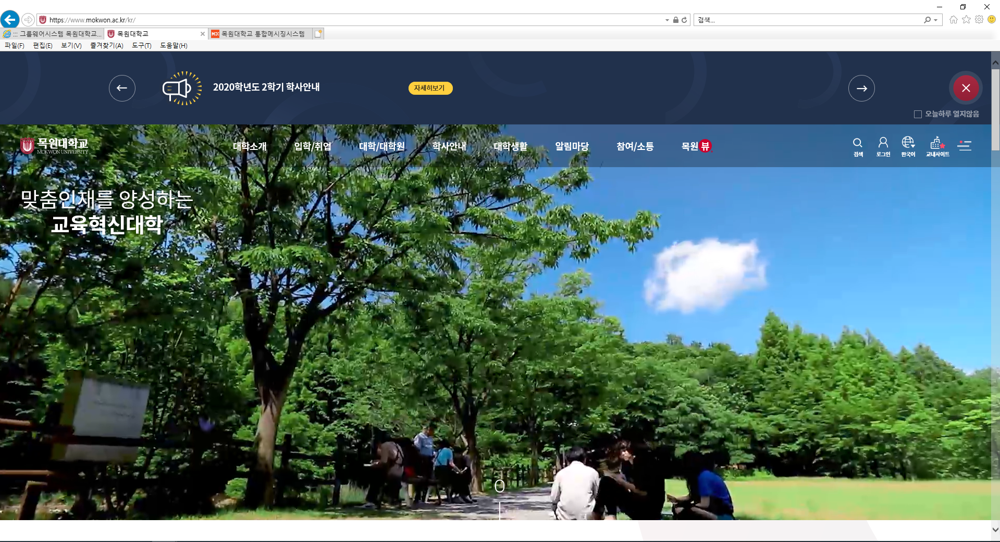 https://www.mokwon.ac.kr/kr/
검색...
::: 그룹웨어시스템 목원대학교...
목원대학교
목원대학교 통합메시징시스템
파일(F) 편집(E) 보기(V) 즐겨찾기(A) 도구(T) 도움말(H)
2020학년도 2학기 학사안내
자세히보기
오늘하루 열지않음
목원대학교
MOKWON UNIVERSITY
대학소개 입학/취업 대학/대학원 학사안내 대학생활 알림마당 참여/소통 목원뷰
검색 로그인 한국어 교내사이트
맞춤인재를 양성하는
교육혁신대학